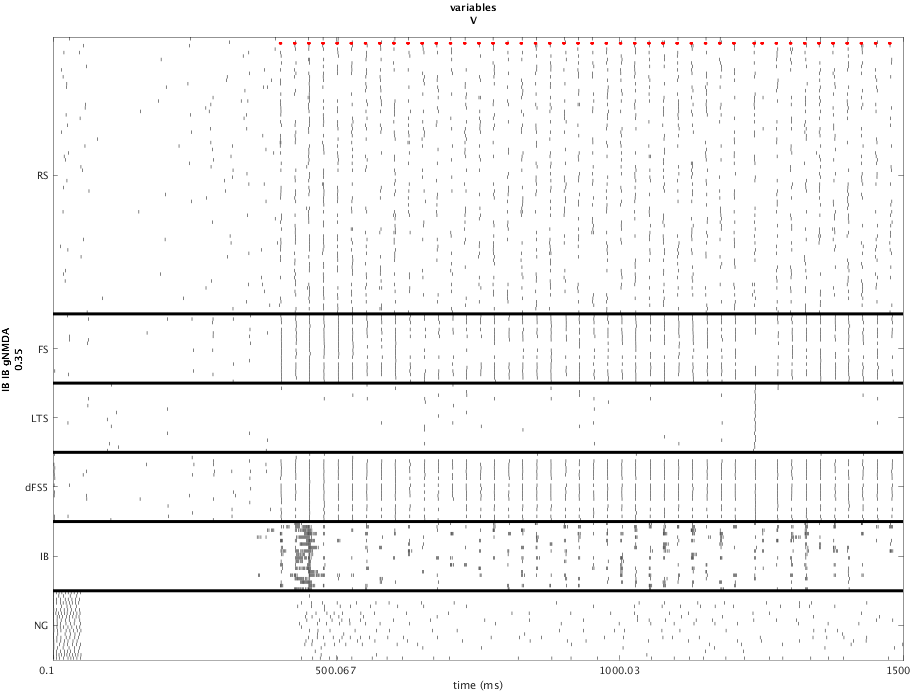 variables
V
RS
FS
LTS
dFS5
IB
NG
IB IB gNMDA
0.35
0.1
500.067
1000.03
1500
time (ms)